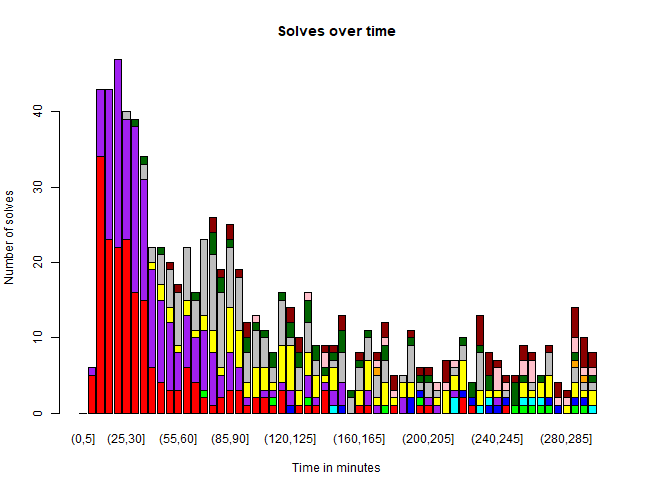 Solves over time
Number of solves
40
30
20
10
0
(0,5] (25,30] (55,60] (85,90] (120,125] (160,165] (200,205] (240,245] (280,285]
Time in minutes